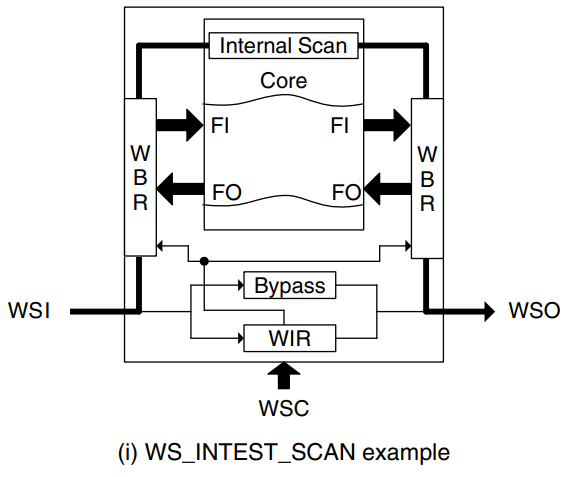 Internal Scan
Core
FI
FI
W
B
R
W
B
R
FO
FO
Bypass
WSI
WSO
WIR
WSC
(i) WS_INTEST_SCAN example